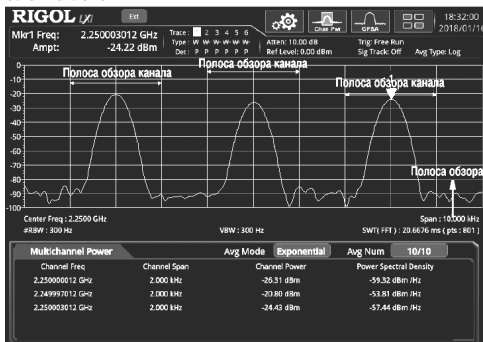 RIGOL LXI Ext
18:32:00
2018/01/16
Mkr1 Freq: 2.250003012 GHz
Ampt: -24.22 dBm
Trace: 1 2 3 4 5 6
Type: W W W W W W
Det: P P P P P P
Chan Pwr
GPSA
Atten: 10.00 dB
Ref Level: 0.00 dBm
Trig: Free Run
Sig Track: Off
Avg Type: Log
Полоса обзора канала
Полоса обзора канала
Полоса обзора канала
Полоса обзора
1
0
-10
-20
-30
-40
-50
-60
-70
-80
-90
-100
Center Freq: 2.2500 GHz
Span: 10.000 kHz
#RBW: 300 Hz
VBW: 300 Hz
SWT( FFT ) : 20.6676 ms ( pts : 801 )
Multichannel Power Avg Mode Exponential Avg Num 10/10
Channel Freq Channel Span Channel Power Power Spectral Density
2.250000012 GHz 2.000 kHz -26.31 dBm -59.32 dBm /Hz
2.249997012 GHz 2.000 kHz -20.80 dBm -53.81 dBm /Hz
2.250003012 GHz 2.000 kHz -24.43 dBm -57.44 dBm /Hz